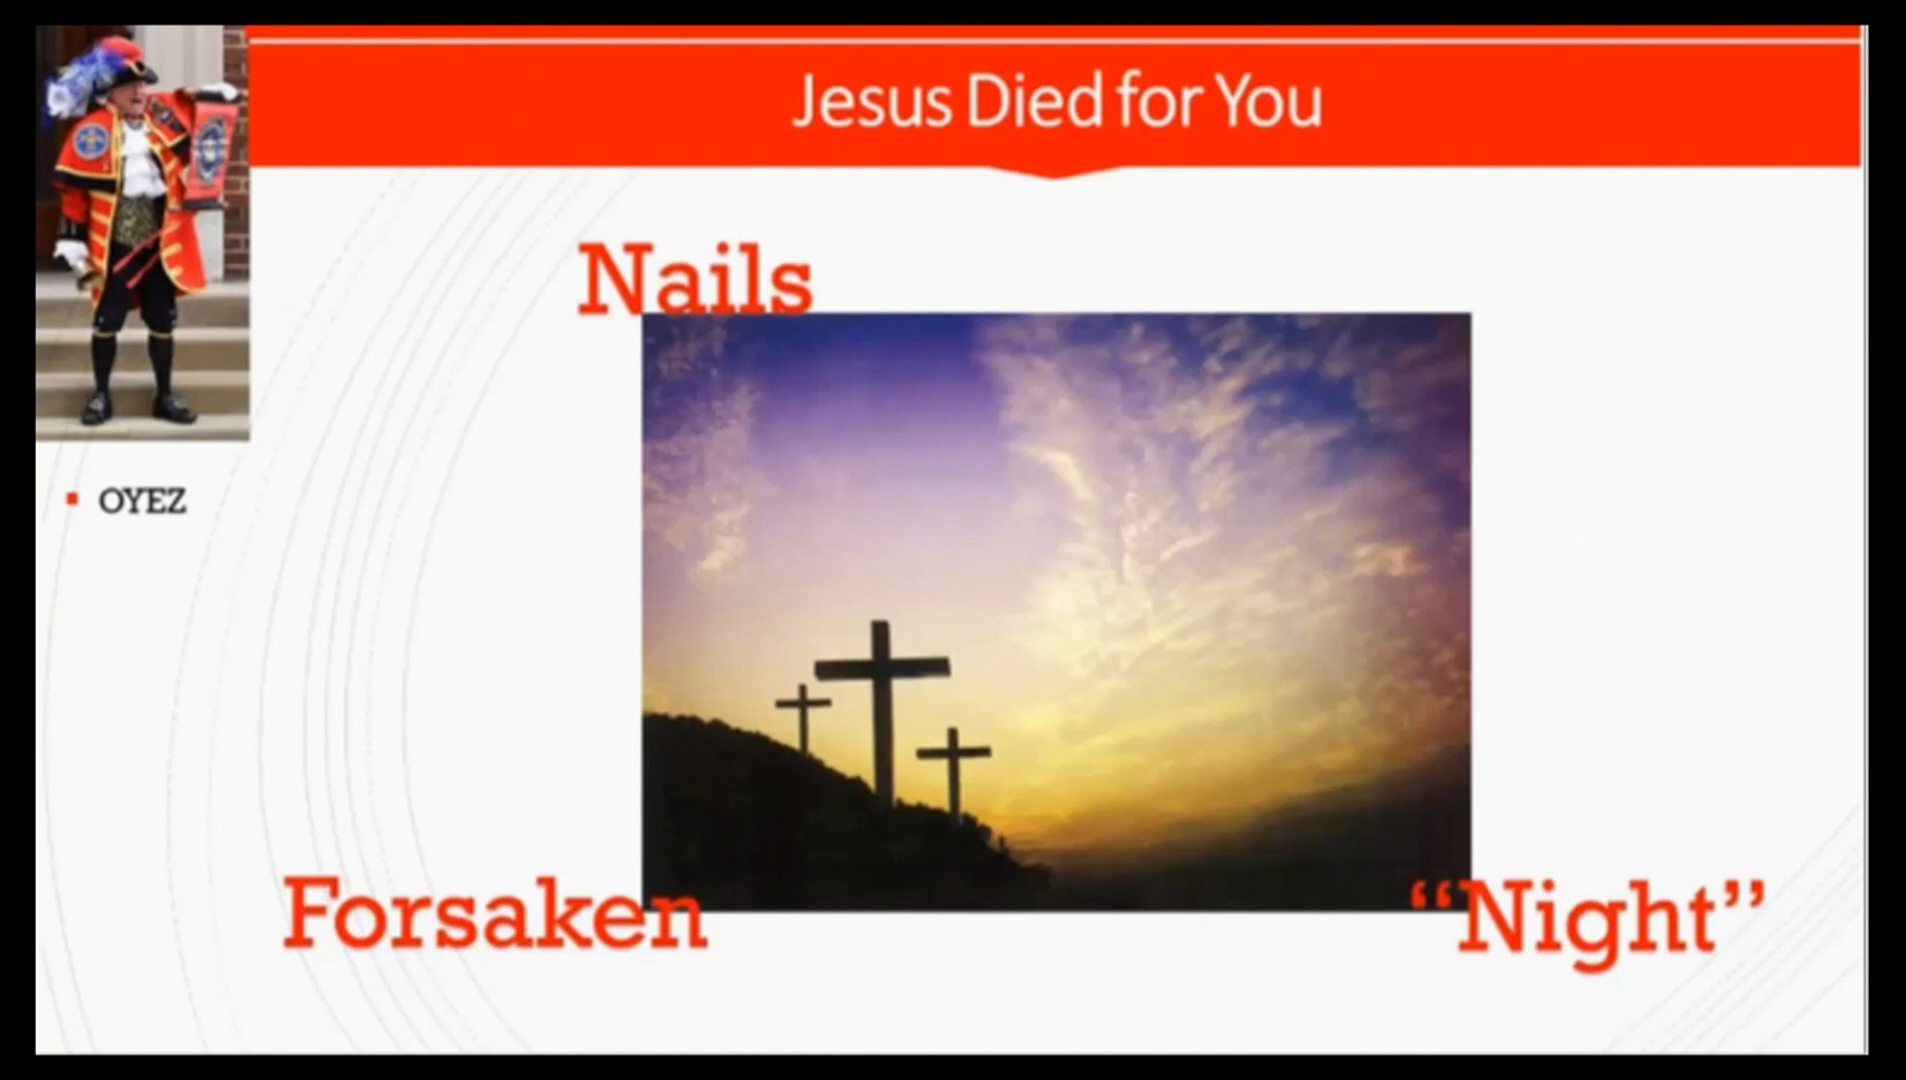 Jesus Died for You
Nails
OYEZ
Forsaken
“Night”